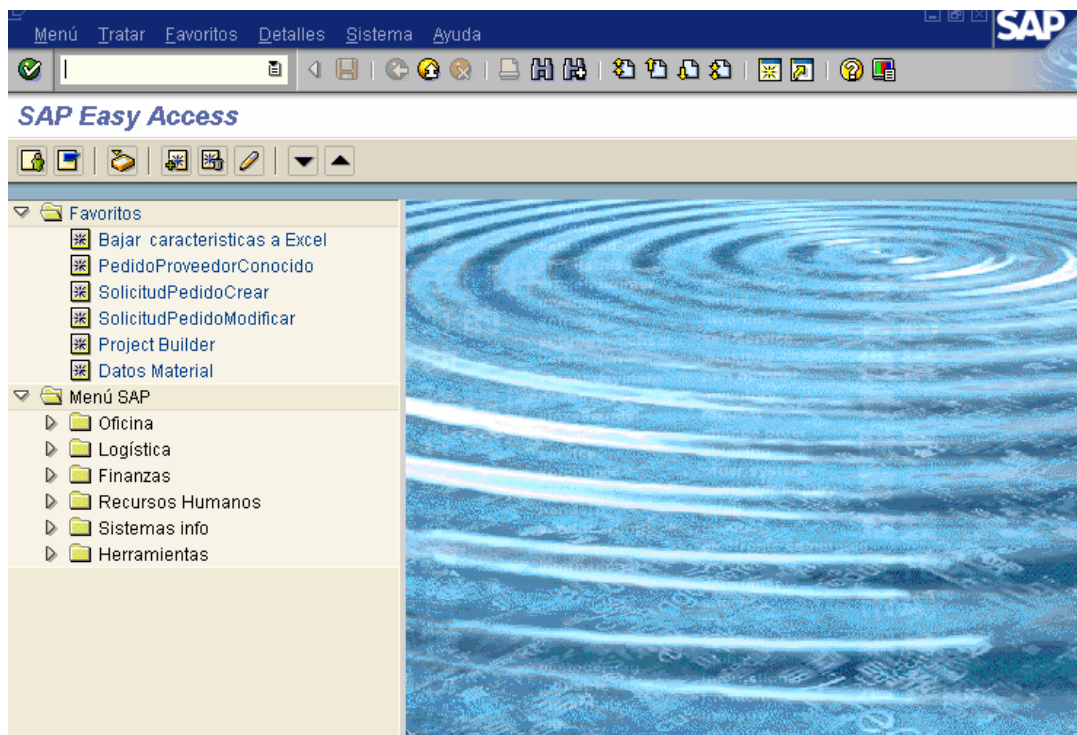 SAP
Menú Tratar Favoritos Detalles Sistema Ayuda
SAP Easy Access
Favoritos
Bajar caracteristicas a Excel
PedidoProveedorConocido
SolicitudPedidoCrear
SolicitudPedidoModificar
Project Builder
Datos Material
Menú SAP
Oficina
Logística
Finanzas
Recursos Humanos
Sistemas info
Herramientas